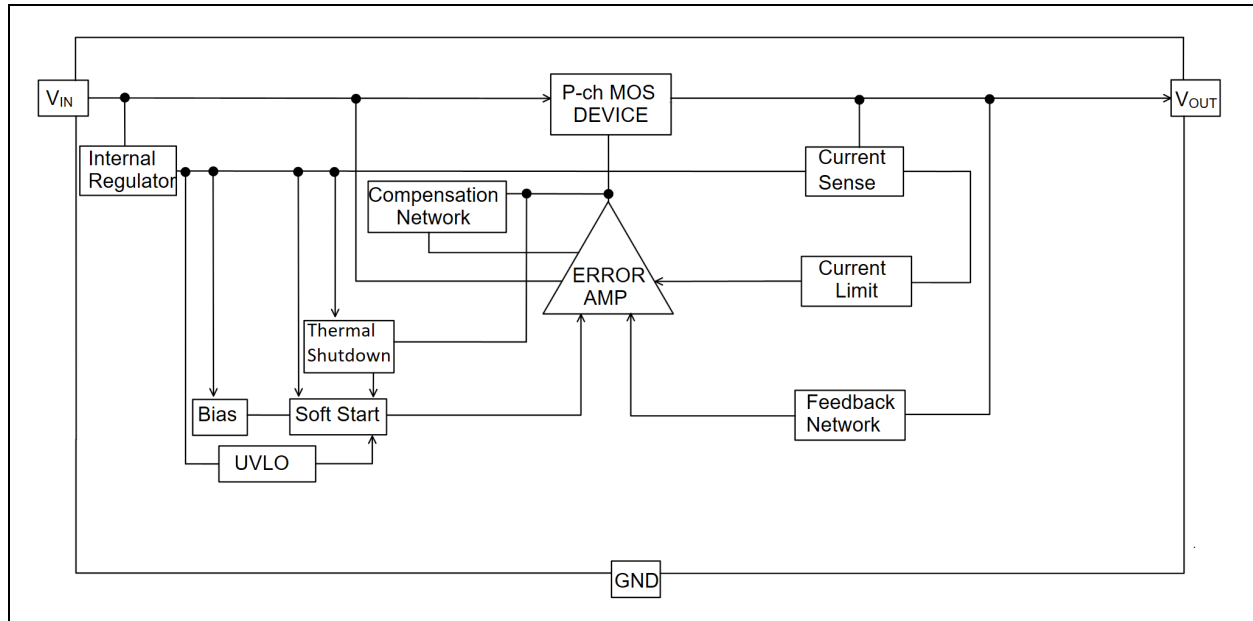 P-ch MOS
DEVICE
VIN
VOUT
Internal
Regulator
Current
Sense
Compensation
Network
ERROR
AMP
Current
Limit
Thermal
Shutdown
Bias
Soft Start
Feedback
Network
UVLO
GND